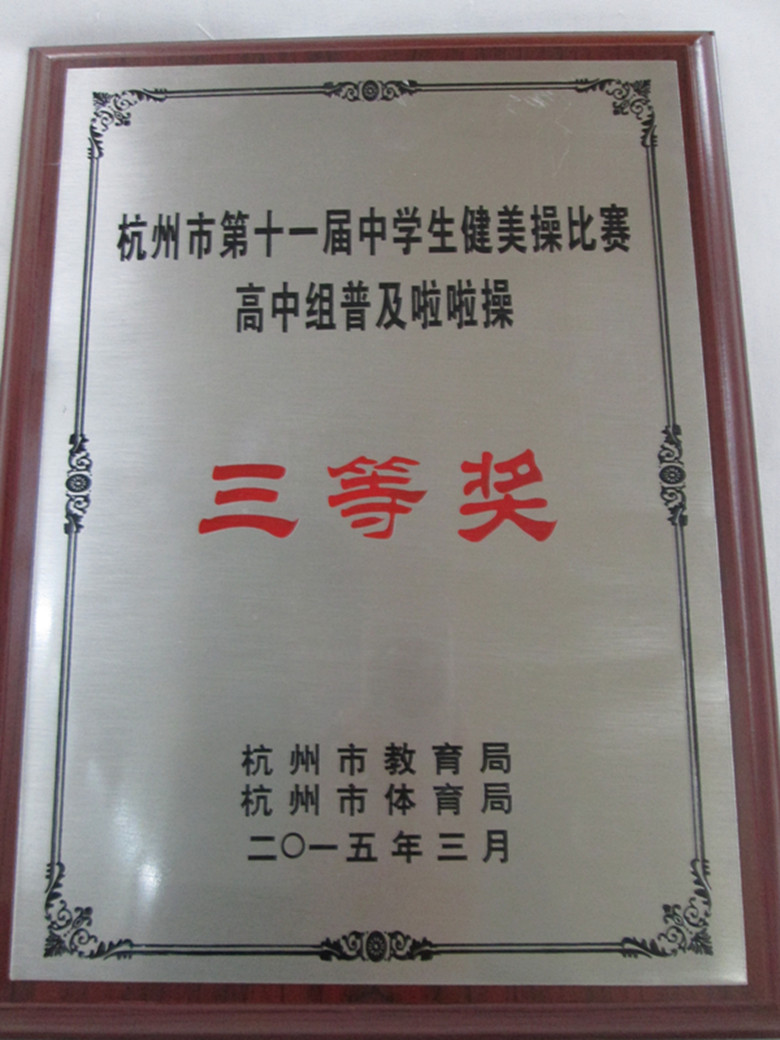 杭州市第十一届中学生健美操比赛
高中组普及啦啦操
三等奖
杭州市教育局
杭州市体育局
二〇一五年三月